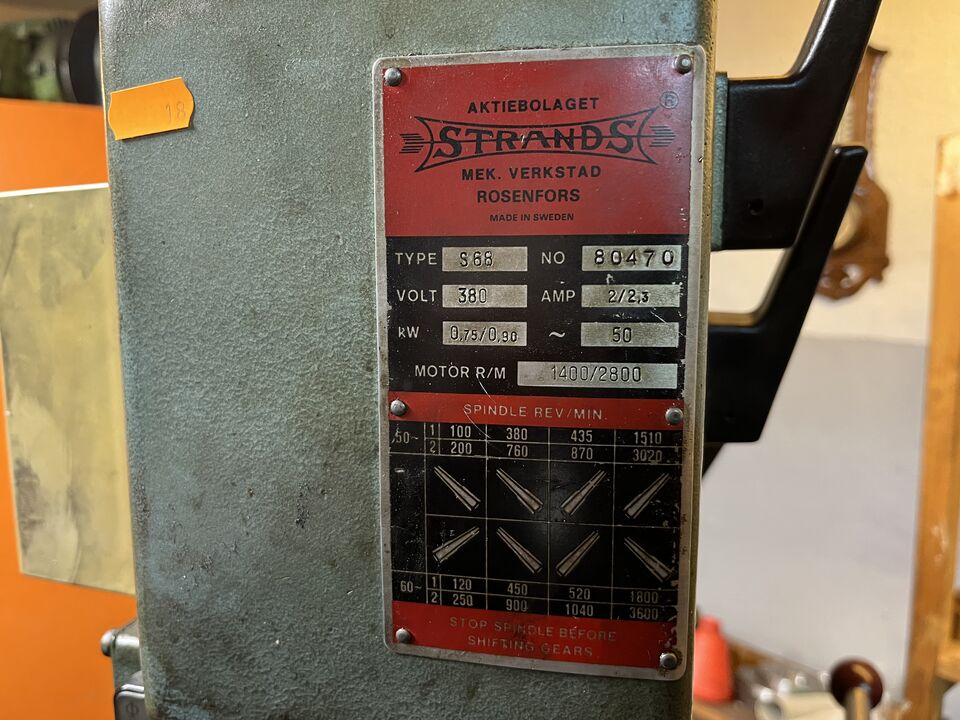 18
AKTIEBOLAGET
STRANDS ®
MEK. VERKSTAD
ROSENFORS
MADE IN SWEDEN
TYPE S68 NO 80470
VOLT 380 AMP 2/2,3
kW 0,75/0,90 ~ 50
MOTOR R/M 1400/2800
SPINDLE REV/MIN.
50~ 1 100 380 435 1510
2 200 760 870 3020
60~ 1 120 450 520 1800
2 250 900 1040 3600
STOP SPINDLE BEFORE
SHIFTING GEARS